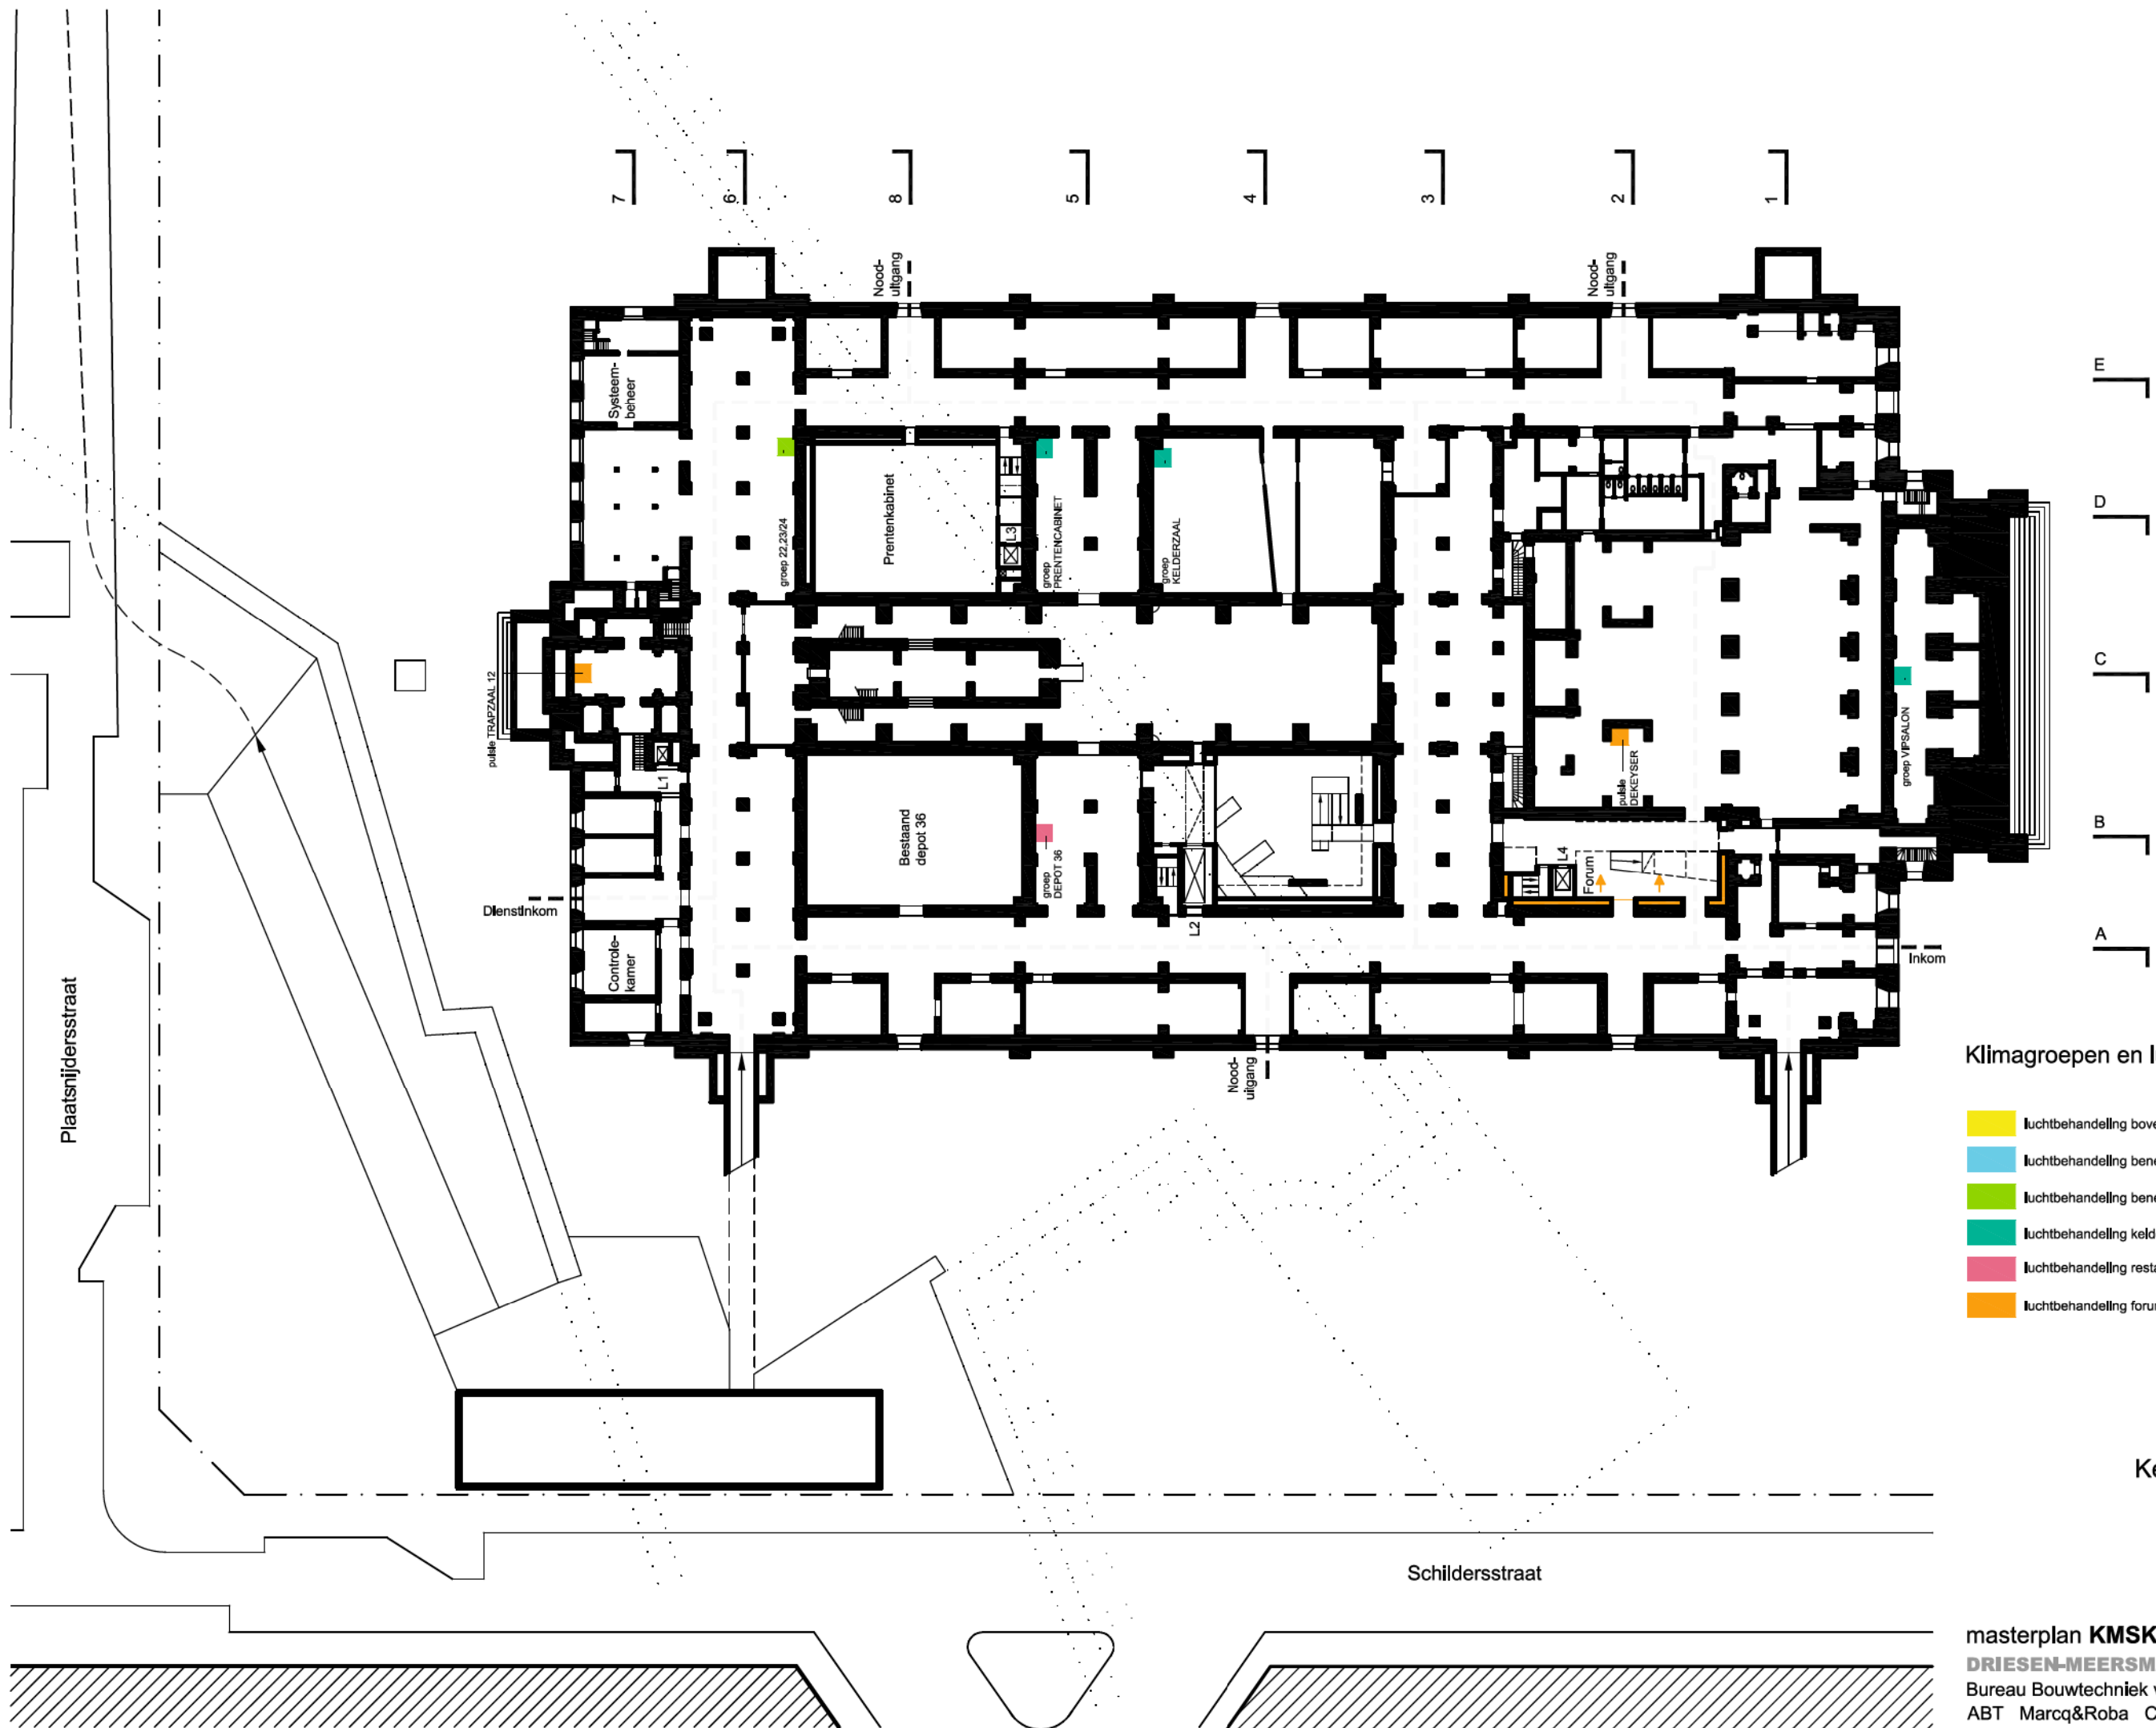 7
6
8
5
4
3
2
1
Nood-
uitgang
Nood-
uitgang
E
D
C
B
A
Systeem-
beheer
groep 22,23/24
Prentenkabinet
L3
groep
PRENTENCABINET
groep
KELDERZAAL
pulsie TRAPZAAL 12
L1
Bestaand
depot 36
groep
DEPOT 36
L2
pulsie
DEKEYSER
groep VIPSALON
L4
Forum
Dienstinkom
Controle-
kamer
Inkom
Nood-
uitgang
Plaatsnijdersstraat
Klimagroepen en l
luchtbehandeling bove
luchtbehandeling bene
luchtbehandeling bene
luchtbehandeling keld
luchtbehandeling resta
luchtbehandeling foru
Ke
Schildersstraat
masterplan KMSK
DRIESEN-MEERSM
Bureau Bouwtechniek v
ABT Marcq&Roba